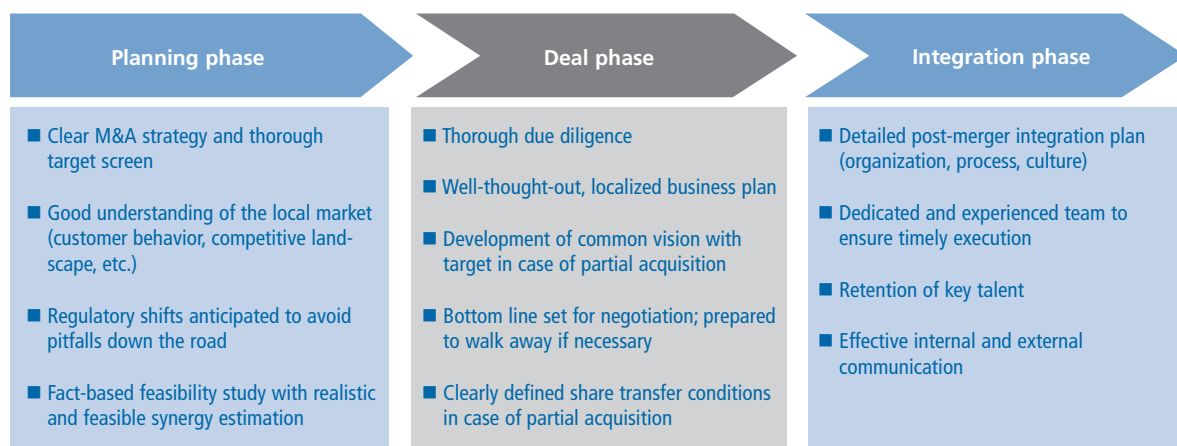 Planning phase
Deal phase
Integration phase
■ Clear M&A strategy and thorough
target screen
■ Good understanding of the local market
(customer behavior, competitive land-
scape, etc.)
■ Regulatory shifts anticipated to avoid
pitfalls down the road
■ Fact-based feasibility study with realistic
and feasible synergy estimation
■ Thorough due diligence
■ Well-thought-out, localized business plan
■ Development of common vision with
target in case of partial acquisition
■ Bottom line set for negotiation; prepared
to walk away if necessary
■ Clearly defined share transfer conditions
in case of partial acquisition
■ Detailed post-merger integration plan
(organization, process, culture)
■ Dedicated and experienced team to
ensure timely execution
■ Retention of key talent
■ Effective internal and external
communication